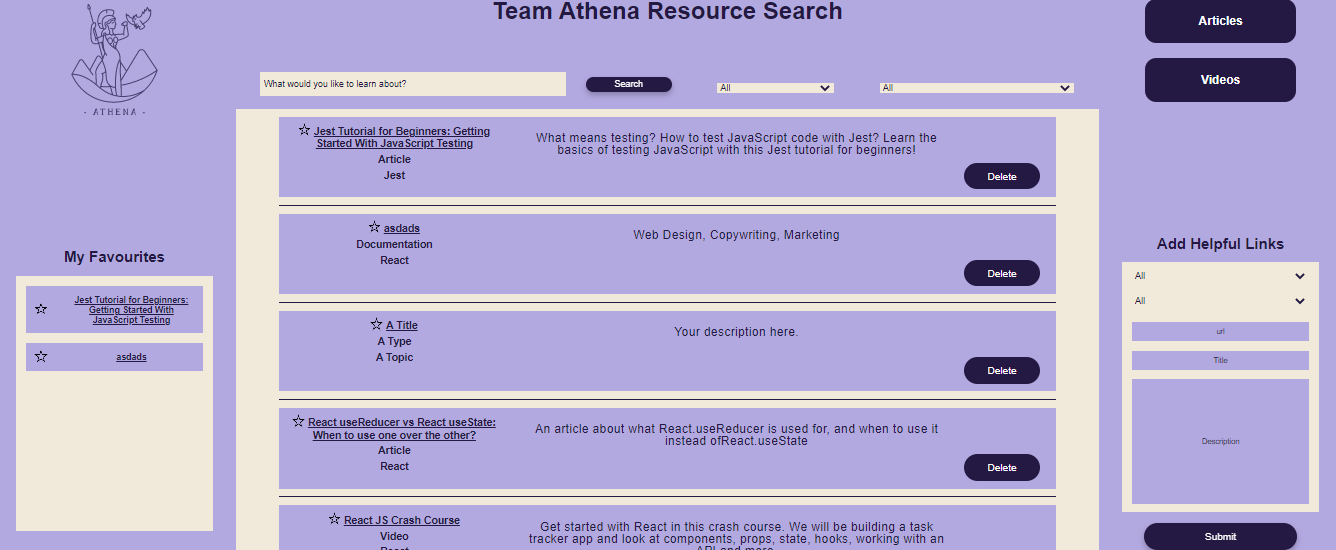 Team Athena Resource Search
Articles
Videos
· ATHENA ·
What would you like to learn about?
Search
All
All
Jest Tutorial for Beginners: Getting
Started With JavaScript Testing
Article
Jest
What means testing? How to test JavaScript code with Jest? Learn the
basics of testing JavaScript with this Jest tutorial for beginners!
Delete
asdads
Documentation
React
Web Design, Copywriting, Marketing
Delete
A Title
A Type
A Topic
Your description here.
Delete
React useReducer vs React useState:
When to use one over the other?
Article
React
An article about what React.useReducer is used for, and when to use it
instead ofReact.useState
Delete
React JS Crash Course
Video
React
Get started with React in this crash course. We will be building a task
tracker app and look at components, props, state, hooks, working with an
API and more
My Favourites
Jest Tutorial for Beginners:
Getting Started With
JavaScript Testing
asdads
Add Helpful Links
All
All
url
Title
Description
Submit